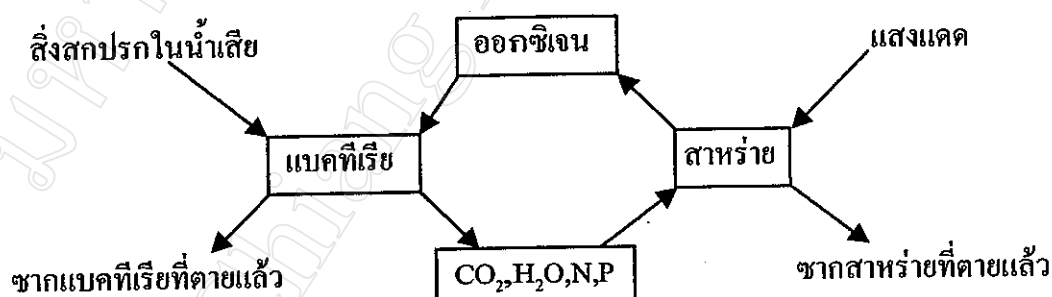 สิ่งสกปรกในน้ำเสีย
ออกซิเจน
แสงแดด
แบคทีเรีย
สาหร่าย
ซากแบคทีเรียที่ตายแล้ว
CO₂,H₂O,N,P
ซากสาหร่ายที่ตายแล้ว